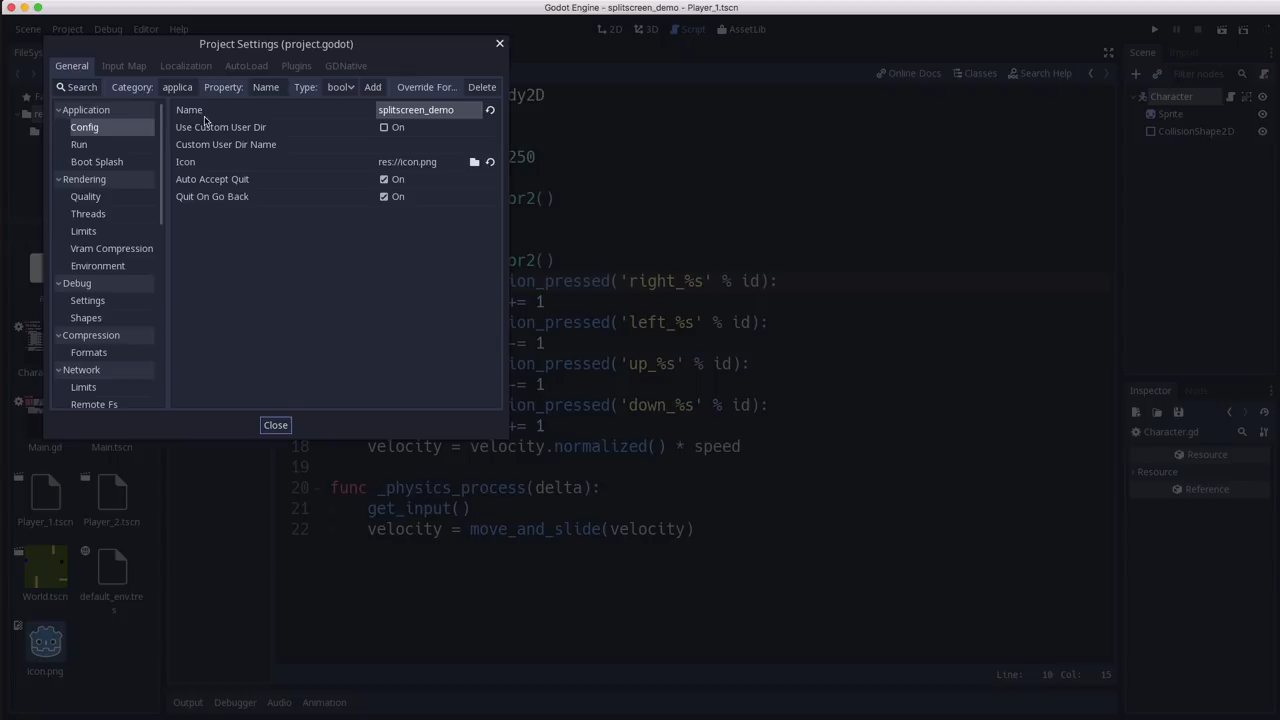 Godot Engine - splitscreen_demo - Player_1.tscn
Scene Project Debug Editor Help
2D 3D Script AssetLib
Project Settings (project.godot)
General Input Map Localization AutoLoad Plugins GDNative
Search Category: applica Property: Name Type: bool Add Override For... Delete
Application
Config
Run
Boot Splash
Rendering
Quality
Threads
Limits
Vram Compression
Environment
Debug
Settings
Shapes
Compression
Formats
Network
Limits
Remote Fs
Name splitscreen_demo
Use Custom User Dir On
Custom User Dir Name
Icon res://icon.png
Auto Accept Quit On
Quit On Go Back On
Close
FileSys
Online Docs Classes Search Help
dy2D
250
or2()
or2()
ion_pressed('right_%s' % id):
+= 1
ion_pressed('left_%s' % id):
-= 1
ion_pressed('up_%s' % id):
-= 1
ion_pressed('down_%s' % id):
+= 1
18 velocity = velocity.normalized() * speed
19
20 func _physics_process(delta):
21 get_input()
22 velocity = move_and_slide(velocity)
Line: 10 Col: 15
Main.gd Main.tscn
Player_1.tscn Player_2.tscn
World.tscn default_env.tres
icon.png
Output Debugger Audio Animation
Scene Import
Filter nodes
Character
Sprite
CollisionShape2D
Inspector
Character.gd
Resource
Resource
Reference